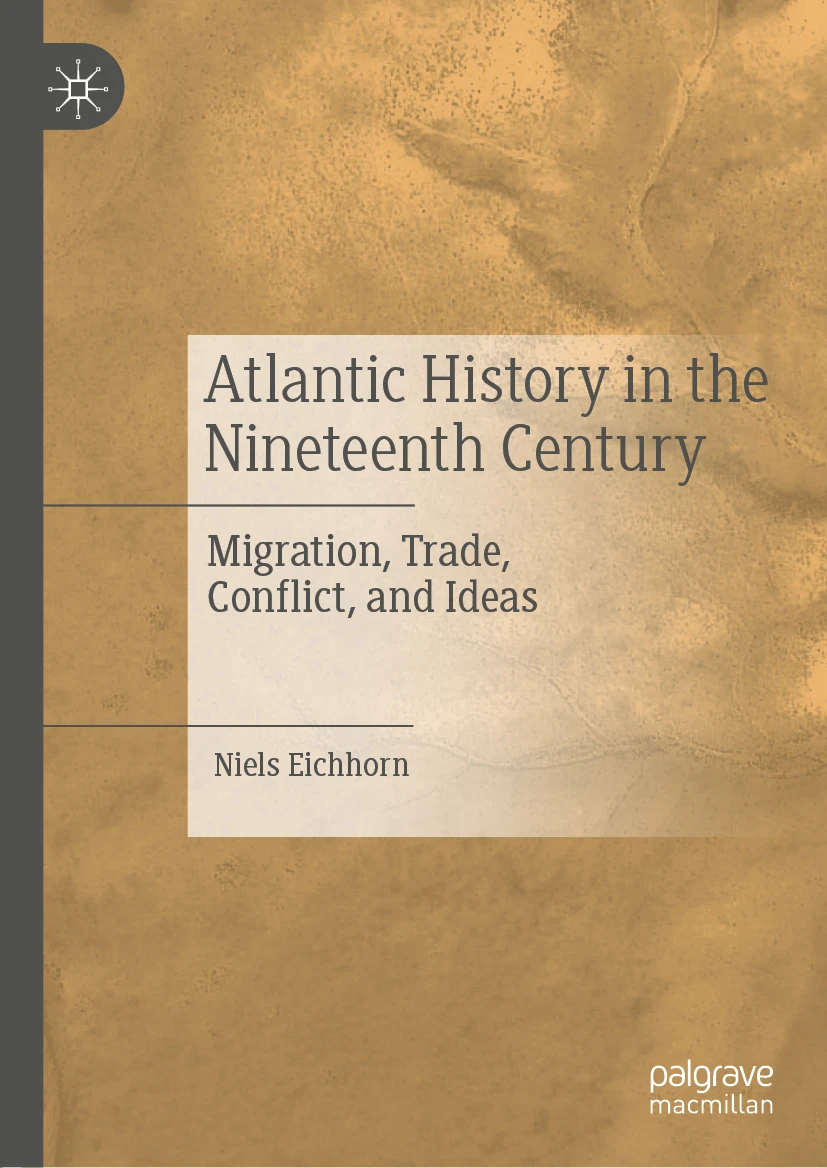 Atlantic History in the
Nineteenth Century
Migration, Trade,
Conflict, and Ideas
Niels Eichhorn
palgrave
macmillan